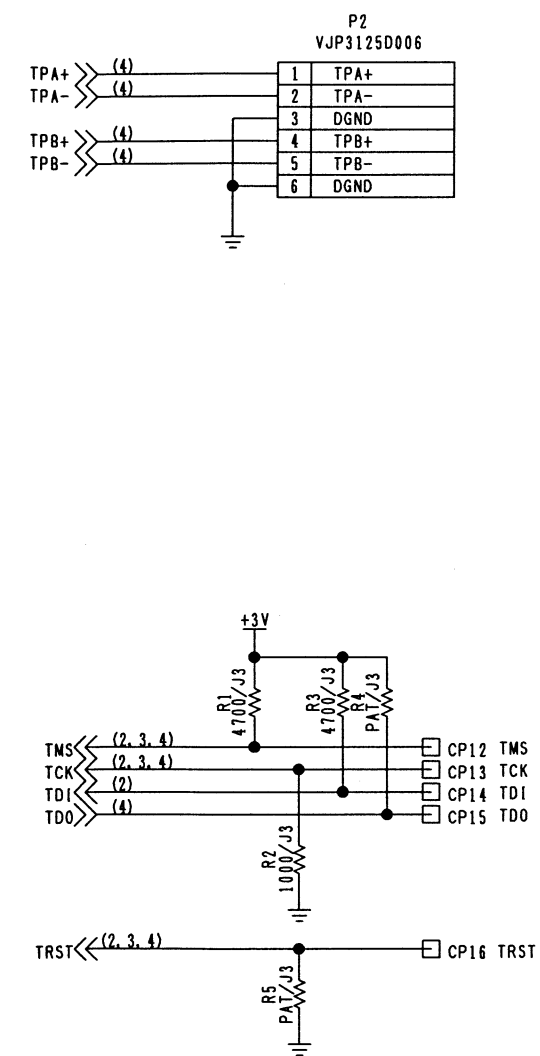 P2
VJP3125D006
TPA+ (4) 1 TPA+
TPA- (4) 2 TPA-
3 DGND
TPB+ (4) 4 TPB+
TPB- (4) 5 TPB-
6 DGND
+3V
R1
4700/J3
R3
4700/J3
R4
PAT/J3
TMS (2,3,4) CP12 TMS
TCK (2,3,4) CP13 TCK
TDI (2) CP14 TDI
TDO (4) CP15 TDO
R2
1000/J3
TRST (2,3,4) CP16 TRST
R5
PAT/J3